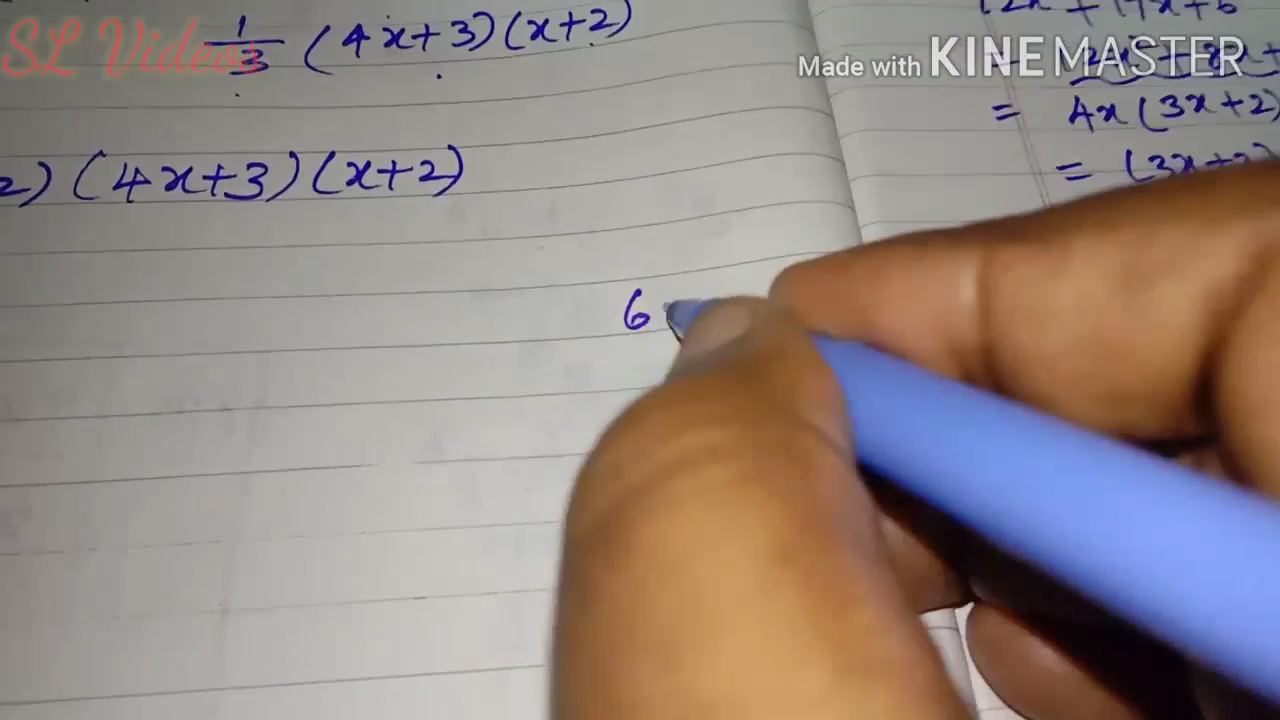 SL Videos
Made with KINEMASTER
1/3 (4x+3)(x+2)
2) (4x+3)(x+2)
6
= 4x(3x+2)